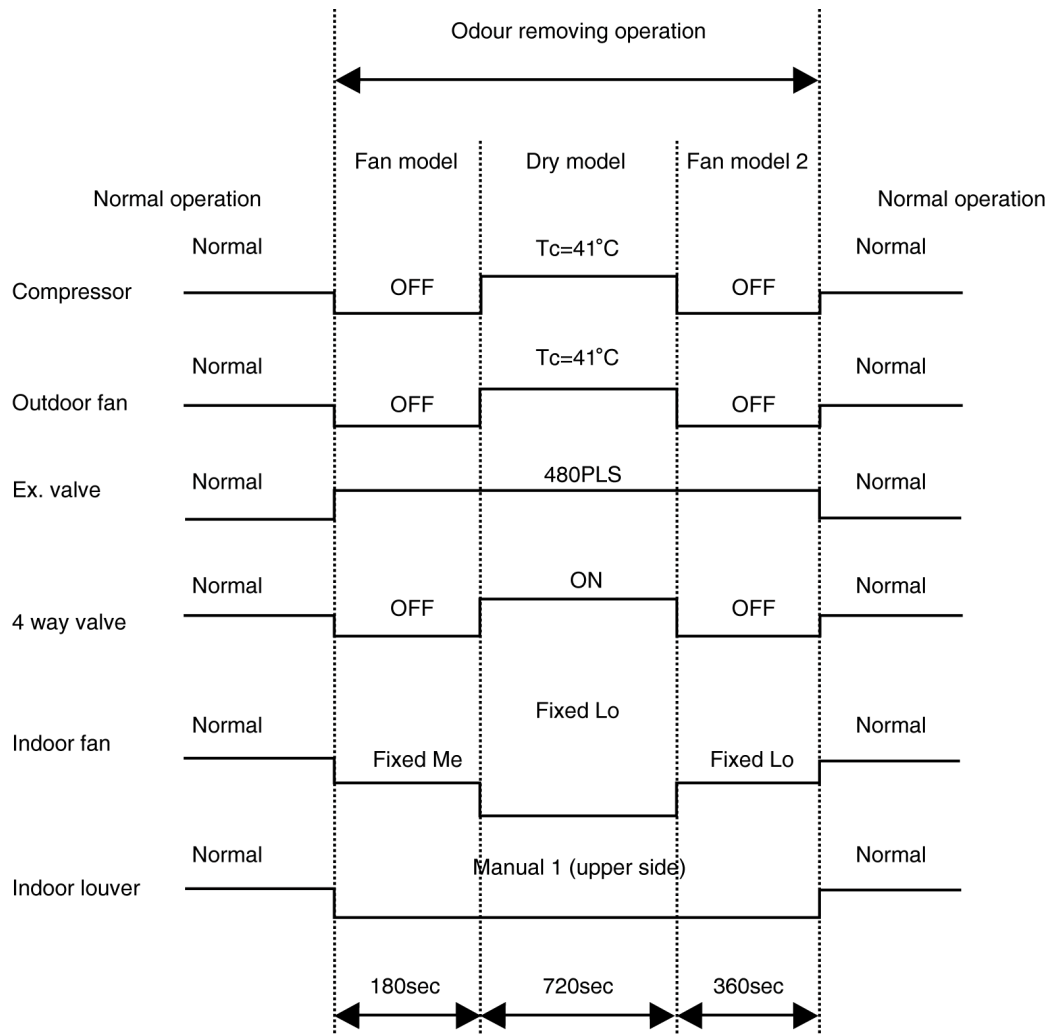 Odour removing operation
Fan model Dry model Fan model 2
Normal operation Normal operation
Normal Tc=41°C Normal
Compressor OFF OFF
Normal Tc=41°C Normal
Outdoor fan OFF OFF
Ex. valve Normal 480PLS Normal
Normal ON Normal
4 way valve OFF OFF
Fixed Lo
Indoor fan Normal Normal
Fixed Me Fixed Lo
Normal Manual 1 (upper side) Normal
Indoor louver
180sec 720sec 360sec